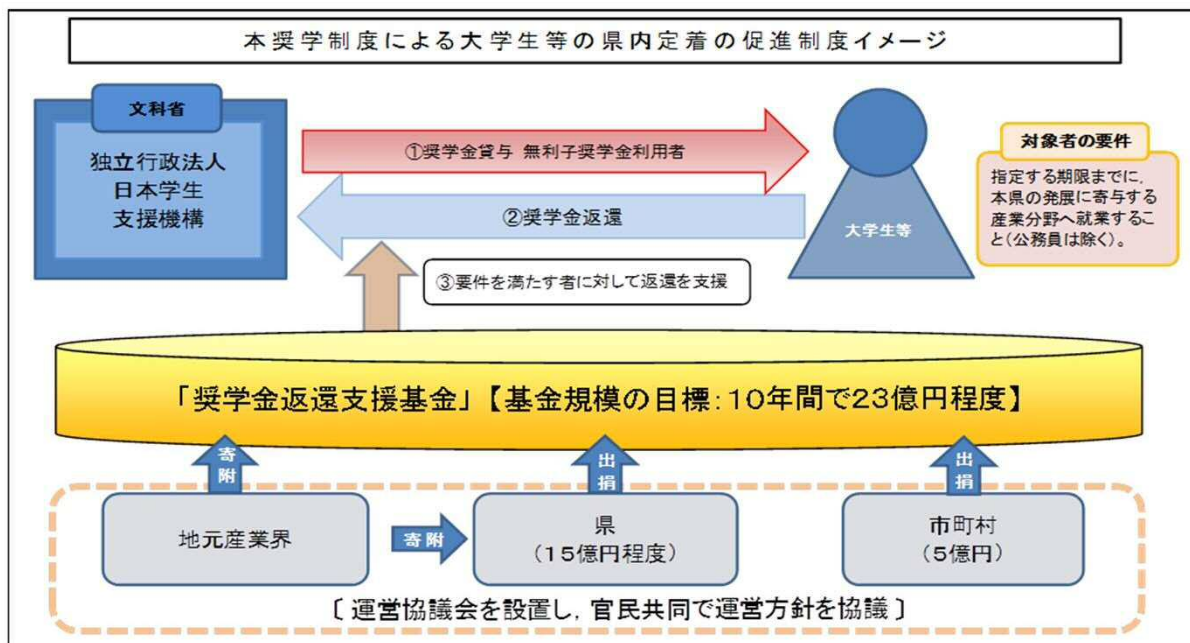 本奨学制度による大学生等の県内定着の促進制度イメージ
文科省
独立行政法人
日本学生
支援機構
①奨学金貸与 無利子奨学金利用者
②奨学金返還
大学生等
対象者の要件
指定する期限までに,
本県の発展に寄与する
産業分野へ就業するこ
と(公務員は除く)。
③要件を満たす者に対して返還を支援
「奨学金返還支援基金」【基金規模の目標:10年間で23億円程度】
寄附
出捐
出捐
地元産業界
寄附
県
(15億円程度)
市町村
(5億円)
〔 運営協議会を設置し, 官民共同で運営方針を協議 〕